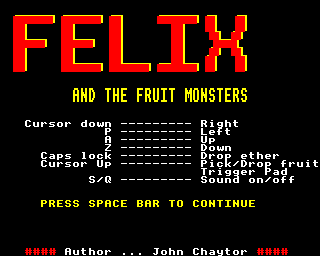 FELIX
AND THE FRUIT MONSTERS
Cursor down --------- Right
P --------- Left
A --------- Up
Z --------- Down
Caps lock --------- Drop ether
Cursor Up --------- Pick/Drop fruit
Trigger Pad
S/Q --------- Sound on/off
PRESS SPACE BAR TO CONTINUE
#### Author ... John Chaytor ####